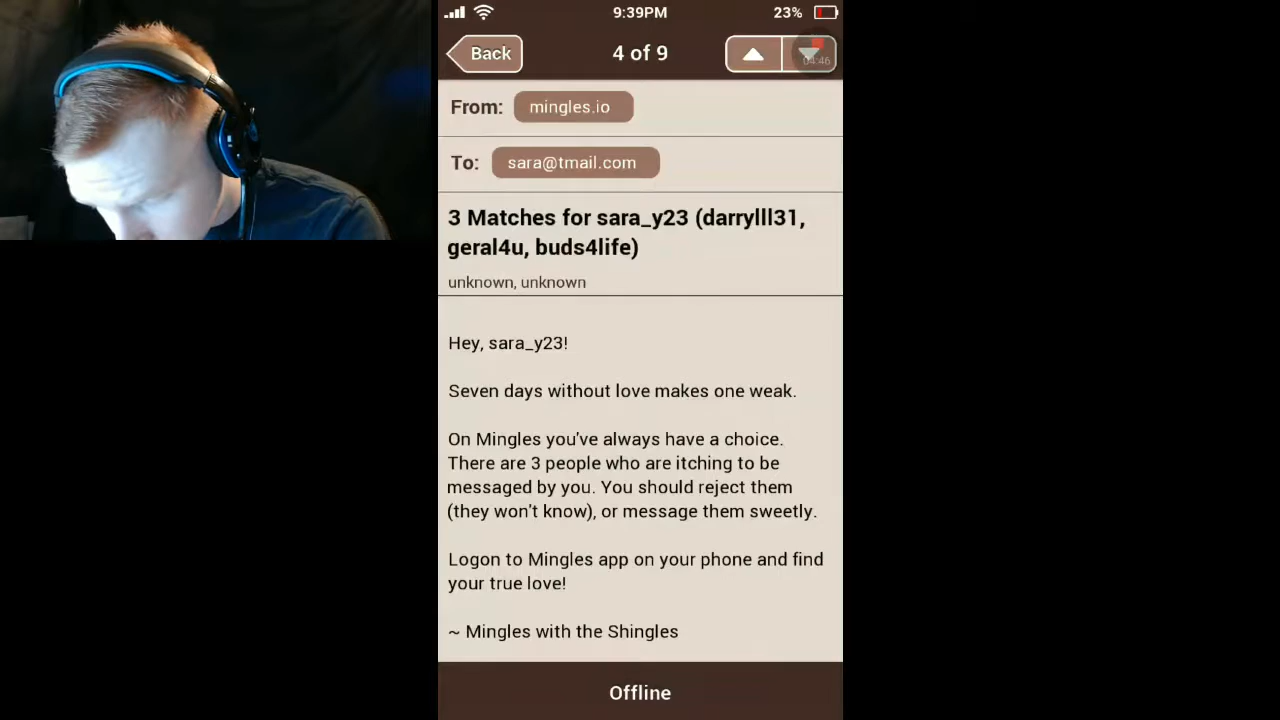 9:39PM
23%
Back
4 of 9
04:46
From: mingles.io
To: sara@tmail.com
3 Matches for sara_y23 (darrylll31,
geral4u, buds4life)
unknown, unknown
Hey, sara_y23!
Seven days without love makes one weak.
On Mingles you've always have a choice.
There are 3 people who are itching to be
messaged by you. You should reject them
(they won't know), or message them sweetly.
Logon to Mingles app on your phone and find
your true love!
~ Mingles with the Shingles
Offline